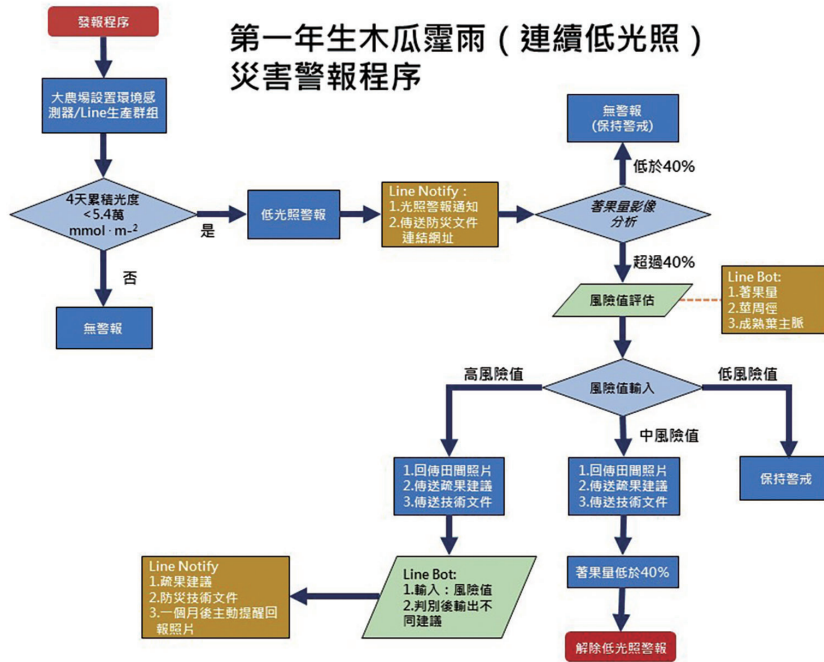 第一年生木瓜霪雨（連續低光照）
災害警報程序
發報程序
大農場設置環境感
測器/Line生產群組
4天累積光度
<5.4萬
mmol · m-²
是
否
無警報
低光照警報
Line Notify：
1.光照警報通知
2.傳送防災文件
連結網址
著果量影像
分析
低於40%
無警報
(保持警戒)
超過40%
風險值評估
Line Bot:
1.著果量
2.莖周徑
3.成熟葉主脈
風險值輸入
高風險值
中風險值
低風險值
1.回傳田間照片
2.傳送疏果建議
3.傳送技術文件
1.回傳田間照片
2.傳送疏果建議
3.傳送技術文件
保持警戒
Line Bot:
1.輸入：風險值
2.判別後輸出不
同建議
Line Notify
1.疏果建議
2.防災技術文件
3.一個月後主動提醒回
報照片
著果量低於40%
解除低光照警報